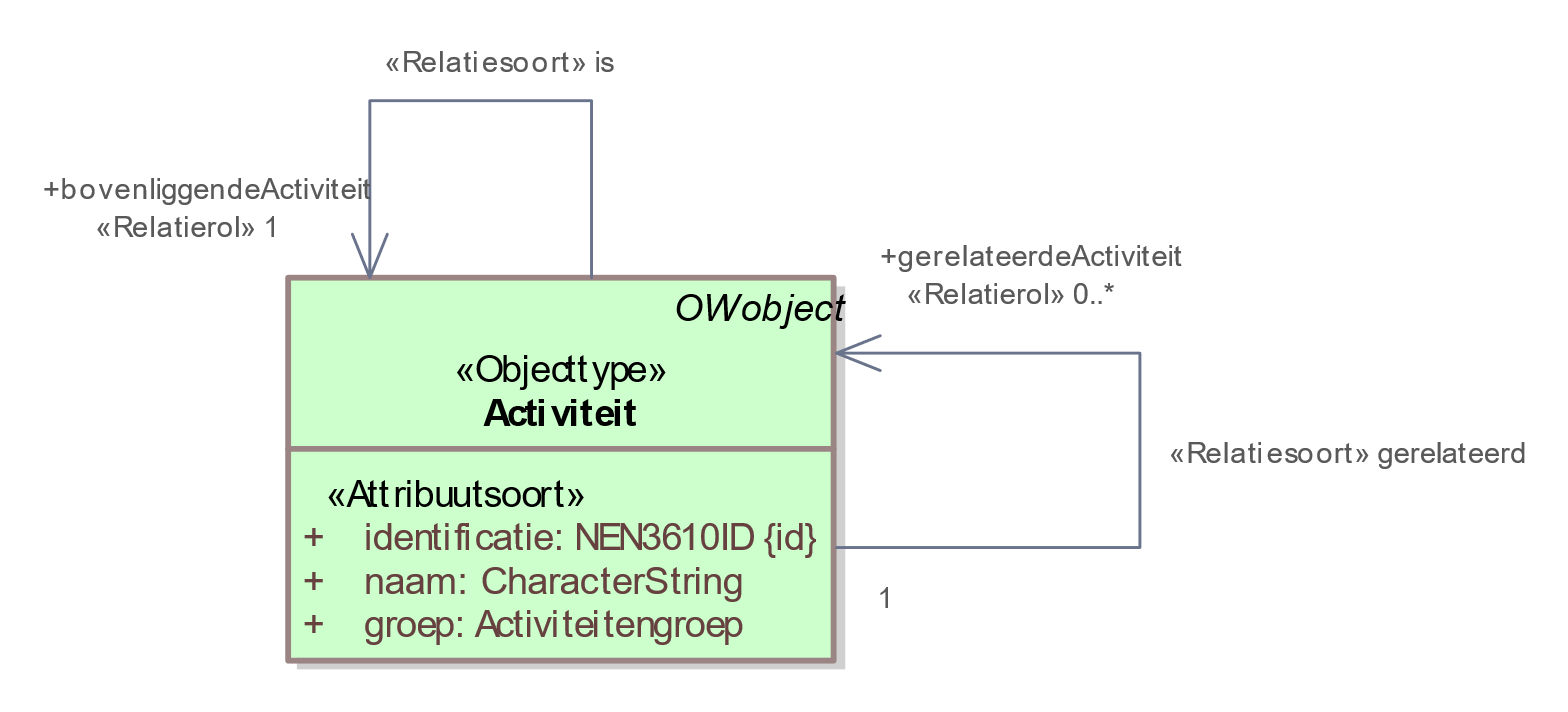 «Relatiesoort» is
+bovenliggendeActiviteit
«Relatierol» 1
+gerelateerdeActiviteit
«Relatierol» 0..*
OWobject
«Objecttype»
Activiteit
«Relatiesoort» gerelateerd
«Attribuutsoort»
+ identificatie: NEN3610ID {id}
+ naam: CharacterString
+ groep: Activiteitengroep
1